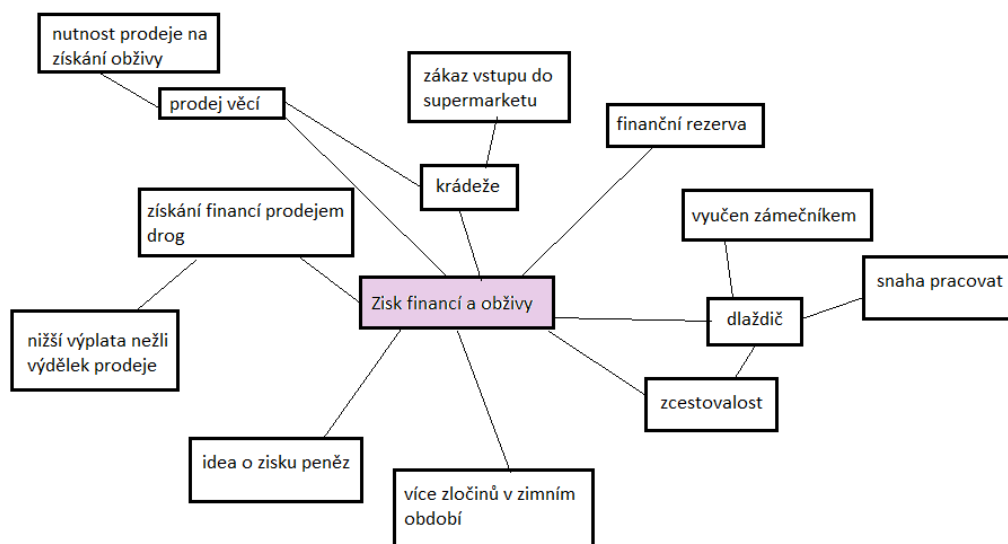 nutnost prodeje na
získání obživy
prodej věcí
zákaz vstupu do
supermarketu
finanční rezerva
krádeže
získání financí prodejem
drog
vyučen zámečníkem
snaha pracovat
Zisk financí a obživy
dlaždič
nižší výplata nežli
výdělek prodeje
zcestovalost
idea o zisku peněz
více zločinů v zimním
období